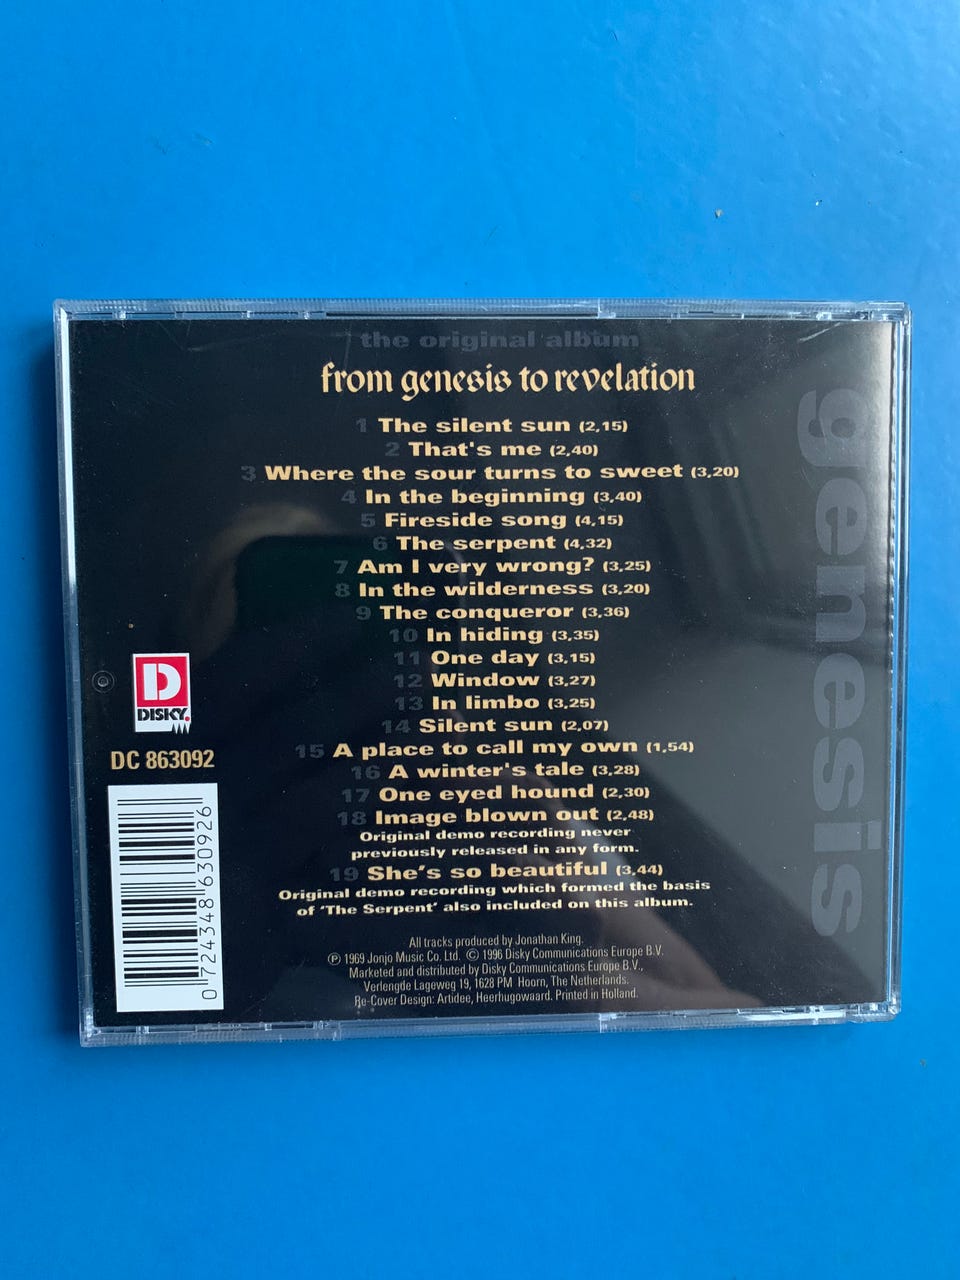 the original album
from genesis to revelation
1 The silent sun (2,15)
2 That's me (2,40)
3 Where the sour turns to sweet (3,20)
4 In the beginning (3,40)
5 Fireside song (4,15)
6 The serpent (4,32)
7 Am I very wrong? (3,25)
8 In the wilderness (3,20)
9 The conqueror (3,36)
10 In hiding (3,35)
11 One day (3,15)
12 Window (3,27)
13 In limbo (3,25)
14 Silent sun (2,07)
15 A place to call my own (1,54)
16 A winter's tale (3,28)
17 One eyed hound (2,30)
18 Image blown out (2,48)
Original demo recording never
previously released in any form.
19 She's so beautiful (3,44)
Original demo recording which formed the basis
of 'The Serpent' also included on this album.
All tracks produced by Jonathan King.
℗ 1969 Jonjo Music Co. Ltd. © 1996 Disky Communications Europe B.V.
Marketed and distributed by Disky Communications Europe B.V.,
Verlengde Lageweg 19, 1628 PM Hoorn, The Netherlands.
Re-Cover Design: Artidee, Heerhugowaard. Printed in Holland.
D
DISKY.
DC 863092
0 724348 630926
genesis